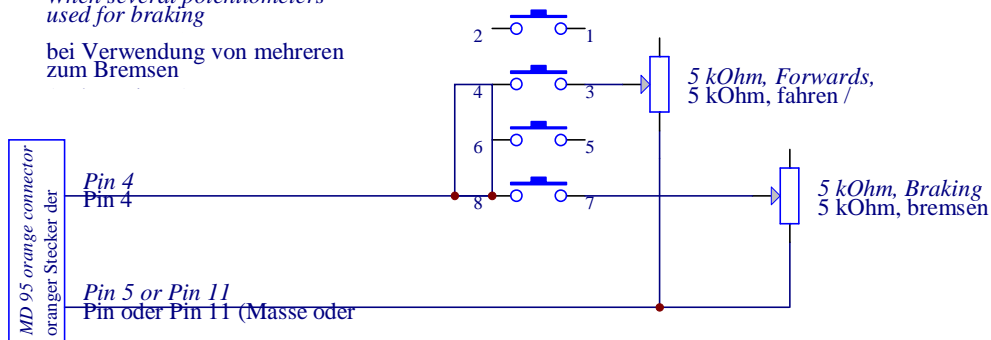 when several potentiometers
used for braking
bei Verwendung von mehreren
zum Bremsen
2
1
4
3
5 kOhm, Forwards,
5 kOhm, fahren /
6
5
MD 95 orange connector
oranger Stecker der
Pin 4
Pin 4
8
7
5 kOhm, Braking
5 kOhm, bremsen
Pin 5 or Pin 11
Pin oder Pin 11 (Masse oder